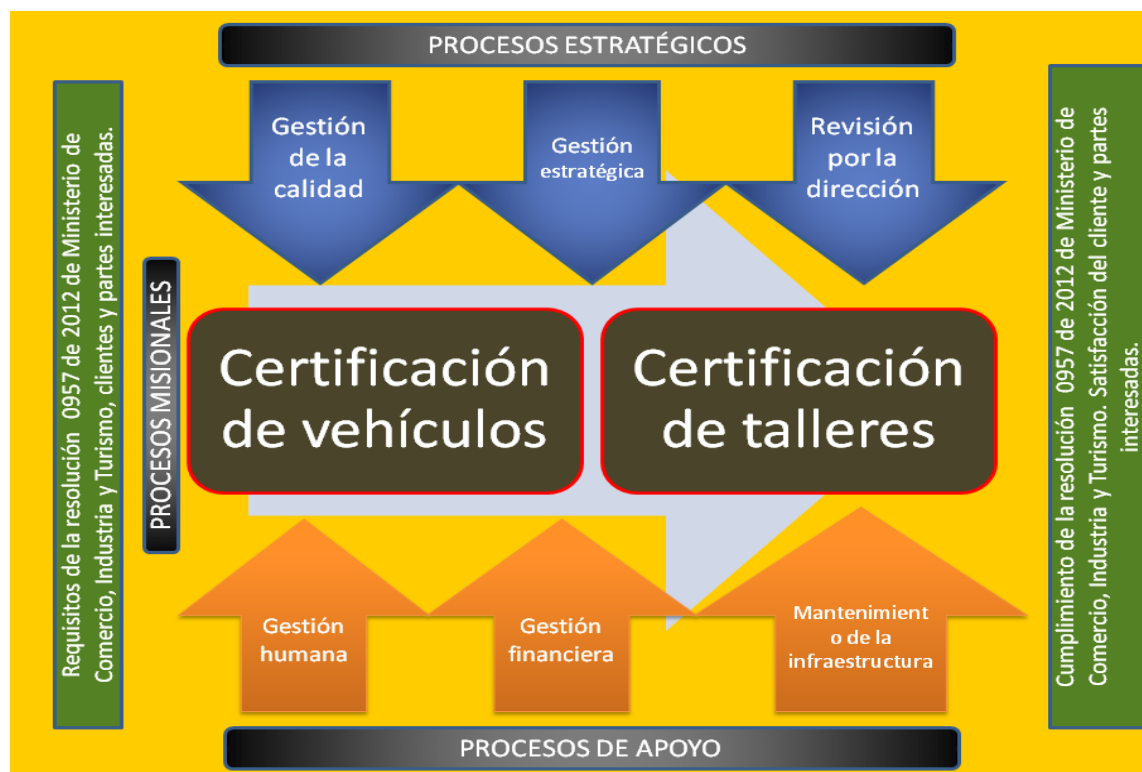 PROCESOS ESTRATÉGICOS
Requisitos de la resolución 0957 de 2012 de Ministerio de
Comercio, Industria y Turismo, clientes y partes interesadas.
Gestión
de la
calidad
Gestión
estratégica
Revisión
por la
dirección
PROCESOS MISIONALES
Certificación
de vehículos
Certificación
de talleres
Gestión
humana
Gestión
financiera
Mantenimient
o de la
infraestructura
Cumplimiento de la resolución 0957 de 2012 de Ministerio de
Comercio, Industria y Turismo. Satisfacción del cliente y partes
interesadas.
PROCESOS DE APOYO